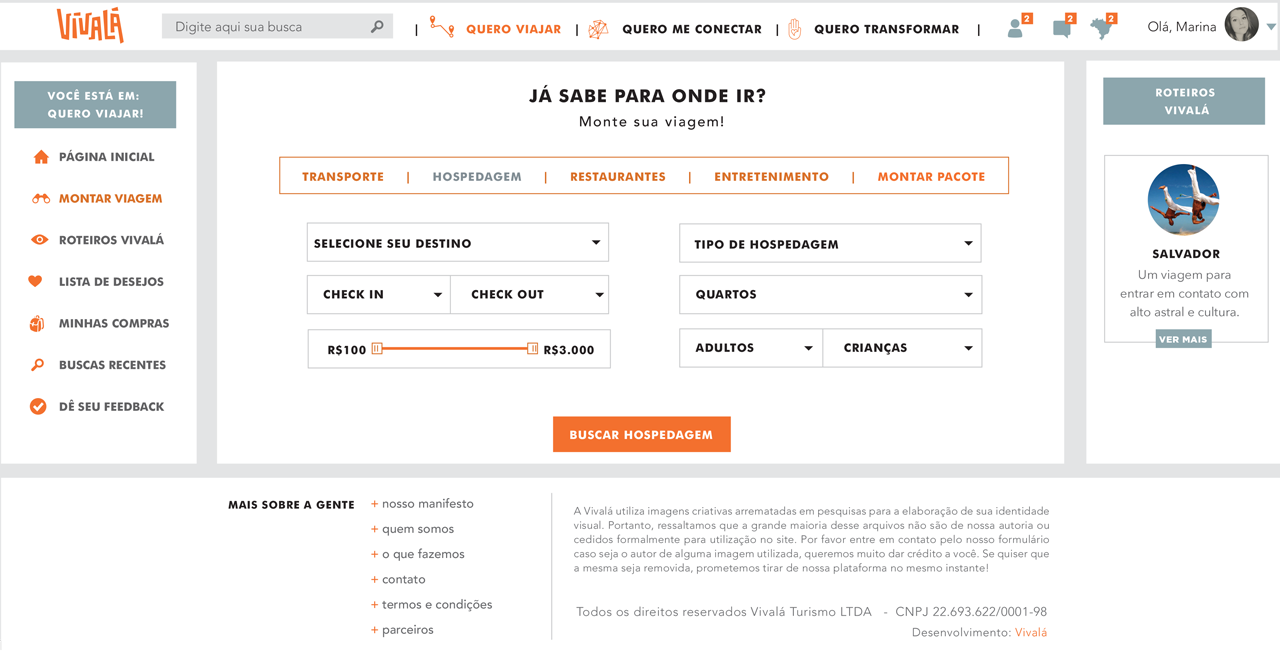 VIVALÁ
Digite aqui sua busca
| QUERO VIAJAR | QUERO ME CONECTAR | QUERO TRANSFORMAR |
2 2 2
Olá, Marina
VOCÊ ESTÁ EM:
QUERO VIAJAR!
PÁGINA INICIAL
MONTAR VIAGEM
ROTEIROS VIVALÁ
LISTA DE DESEJOS
MINHAS COMPRAS
BUSCAS RECENTES
DÊ SEU FEEDBACK
JÁ SABE PARA ONDE IR?
Monte sua viagem!
TRANSPORTE | HOSPEDAGEM | RESTAURANTES | ENTRETENIMENTO | MONTAR PACOTE
SELECIONE SEU DESTINO
TIPO DE HOSPEDAGEM
CHECK IN CHECK OUT
QUARTOS
R$100 R$3.000
ADULTOS CRIANÇAS
BUSCAR HOSPEDAGEM
ROTEIROS
VIVALÁ
SALVADOR
Um viagem para
entrar em contato com
alto astral e cultura.
VER MAIS
MAIS SOBRE A GENTE
+ nosso manifesto
+ quem somos
+ o que fazemos
+ contato
+ termos e condições
+ parceiros
A Vivalá utiliza imagens criativas arrematadas em pesquisas para a elaboração de sua identidade
visual. Portanto, ressaltamos que a grande maioria desse arquivos não são de nossa autoria ou
cedidos formalmente para utilização no site. Por favor entre em contato pelo nosso formulário
caso seja o autor de alguma imagem utilizada, queremos muito dar crédito a você. Se quiser que
a mesma seja removida, prometemos tirar de nossa plataforma no mesmo instante!
Todos os direitos reservados Vivalá Turismo LTDA - CNPJ 22.693.622/0001-98
Desenvolvimento: Vivalá